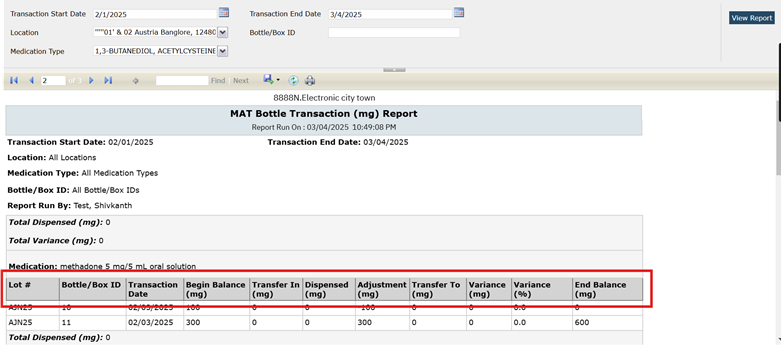 Transaction Start Date 2/1/2025 Transaction End Date 3/4/2025
View Report
Location """01' & 02 Austria Banglore, 12480 Bottle/Box ID
Medication Type 1,3-BUTANEDIOL, ACETYLCYSTEINE
2 of 3 Find Next
8888N.Electronic city town
MAT Bottle Transaction (mg) Report
Report Run On : 03/04/2025 10:49:08 PM
Transaction Start Date: 02/01/2025 Transaction End Date: 03/04/2025
Location: All Locations
Medication Type: All Medication Types
Bottle/Box ID: All Bottle/Box IDs
Report Run By: Test, Shivkanth
Total Dispensed (mg): 0
Total Variance (mg): 0
Medication: methadone 5 mg/5 mL oral solution
Lot # Bottle/Box ID Transaction Begin Balance Transfer In Dispensed Adjustment Transfer To Variance Variance End Balance
Date (mg) (mg) (mg) (mg) (mg) (mg) (%) (mg)
AJN25 10 02/03/2025 100 0 0 -100 0 0 0.0 0
AJN25 11 02/03/2025 300 0 0 300 0 0 0.0 600
Total Dispensed (mg): 0